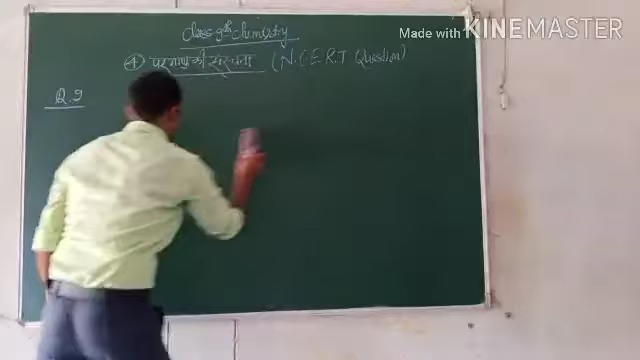 Made with KINEMASTER
Class 9th Chemistry
④ परमाणु की संरचना (N.C.E.R.T Question)
Q.9